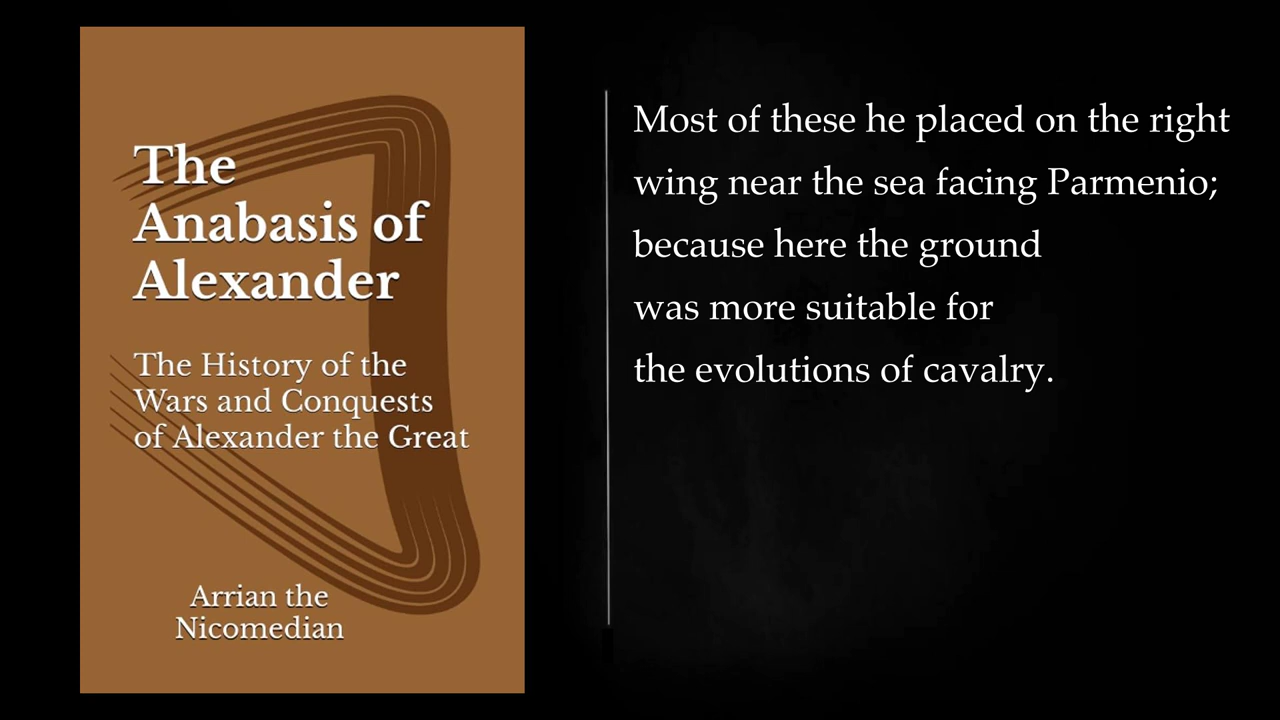 The
Anabasis of
Alexander
The History of the
Wars and Conquests
of Alexander the Great
Arrian the
Nicomedian
Most of these he placed on the right
wing near the sea facing Parmenio;
because here the ground
was more suitable for
the evolutions of cavalry.